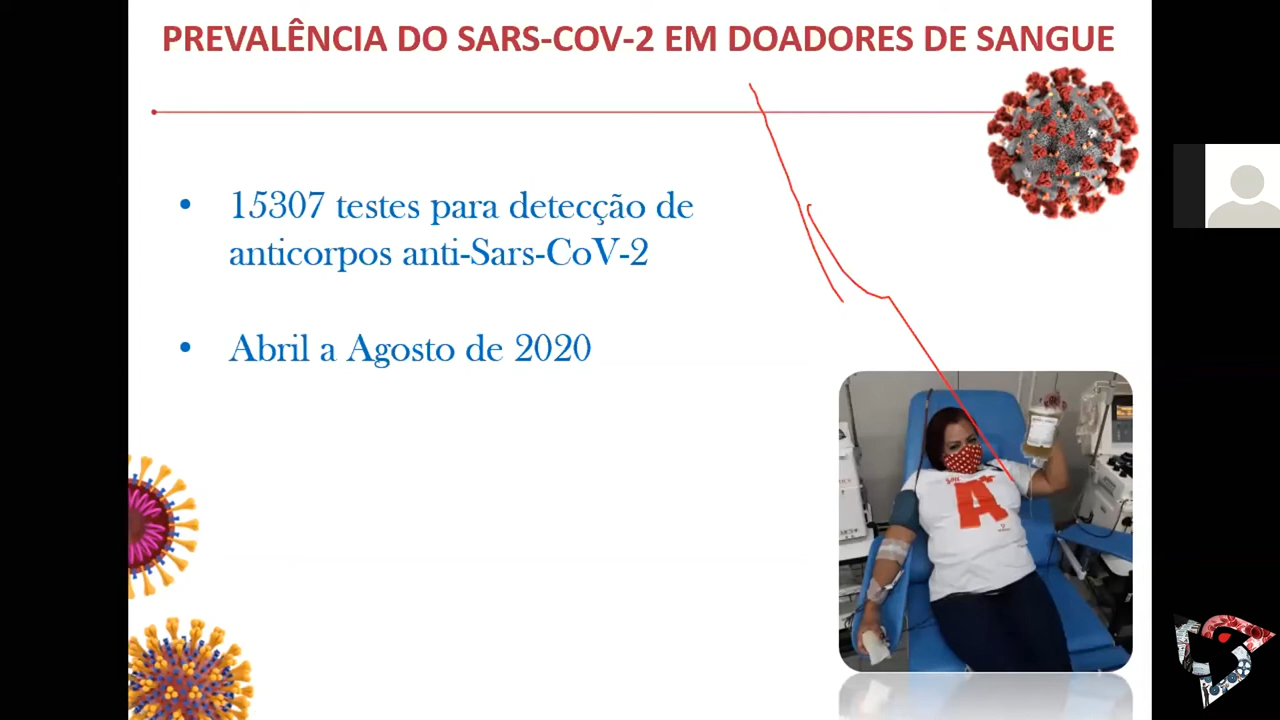 PREVALÊNCIA DO SARS-COV-2 EM DOADORES DE SANGUE
• 15307 testes para detecção de
anticorpos anti-Sars-CoV-2
• Abril a Agosto de 2020
Sou
A+